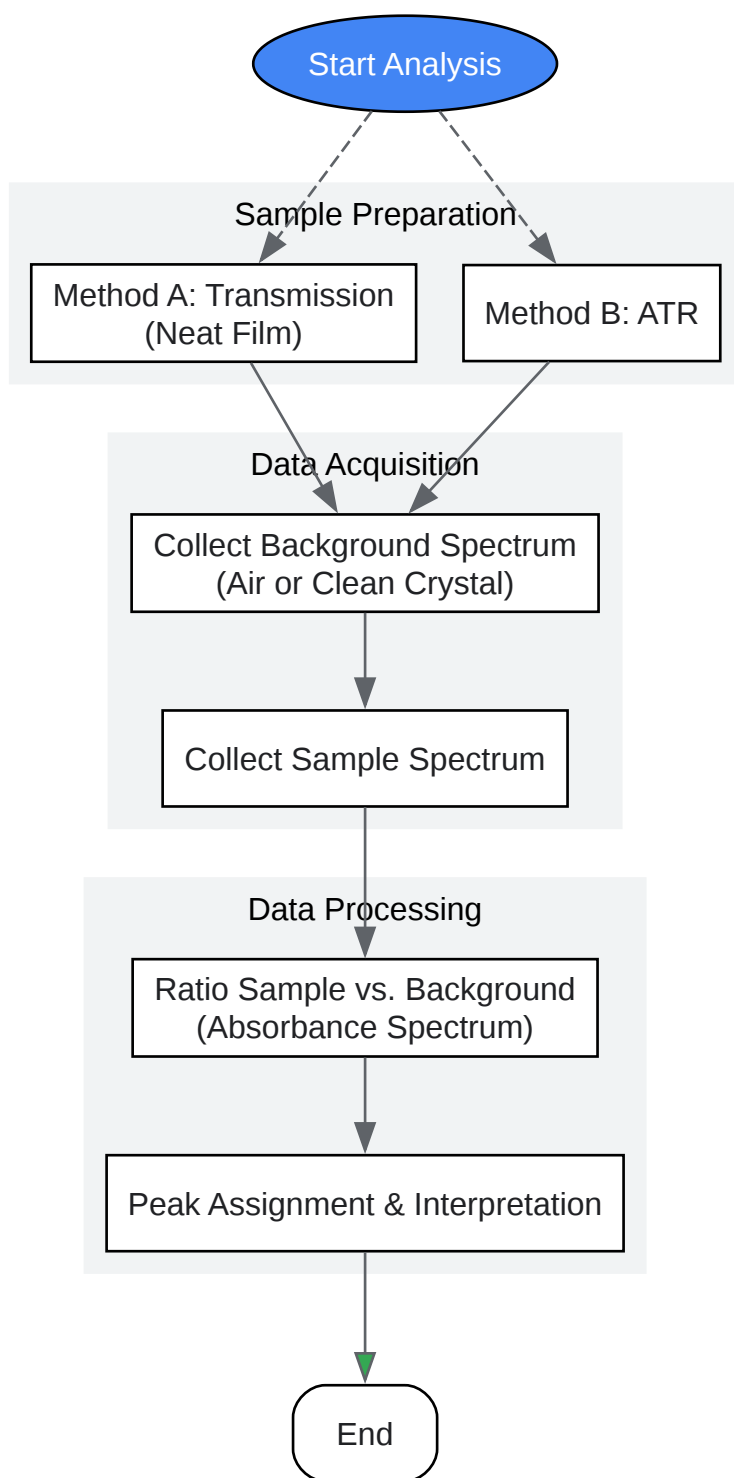 Start Analysis
Sample Preparation
Method A: Transmission
(Neat Film)
Method B: ATR
Data Acquisition
Collect Background Spectrum
(Air or Clean Crystal)
Collect Sample Spectrum
Data Processing
Ratio Sample vs. Background
(Absorbance Spectrum)
Peak Assignment & Interpretation
End